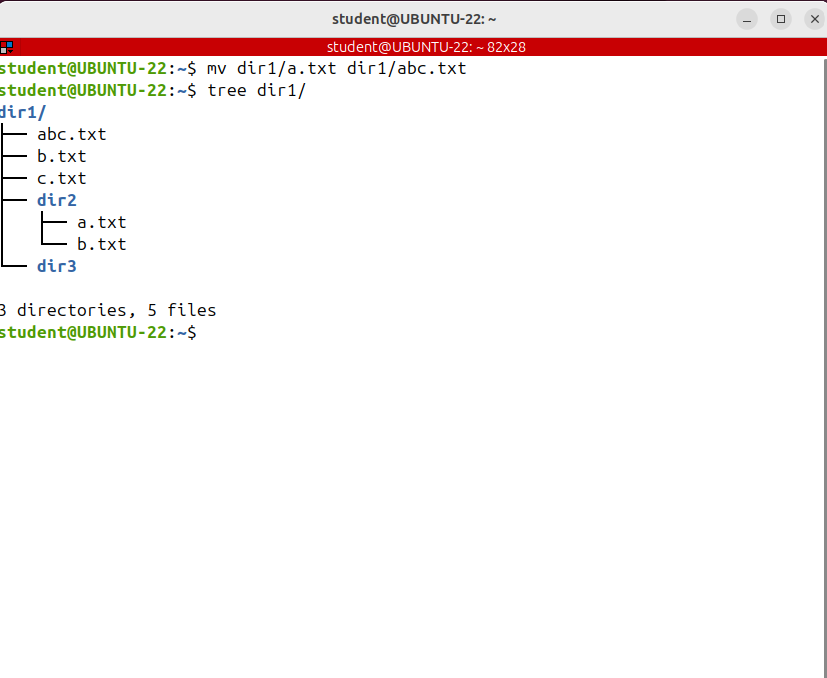 student@UBUNTU-22: ~
student@UBUNTU-22: ~ 82x28
student@UBUNTU-22:~$ mv dir1/a.txt dir1/abc.txt
student@UBUNTU-22:~$ tree dir1/
dir1/
├── abc.txt
├── b.txt
├── c.txt
├── dir2
│   ├── a.txt
│   └── b.txt
└── dir3
3 directories, 5 files
student@UBUNTU-22:~$